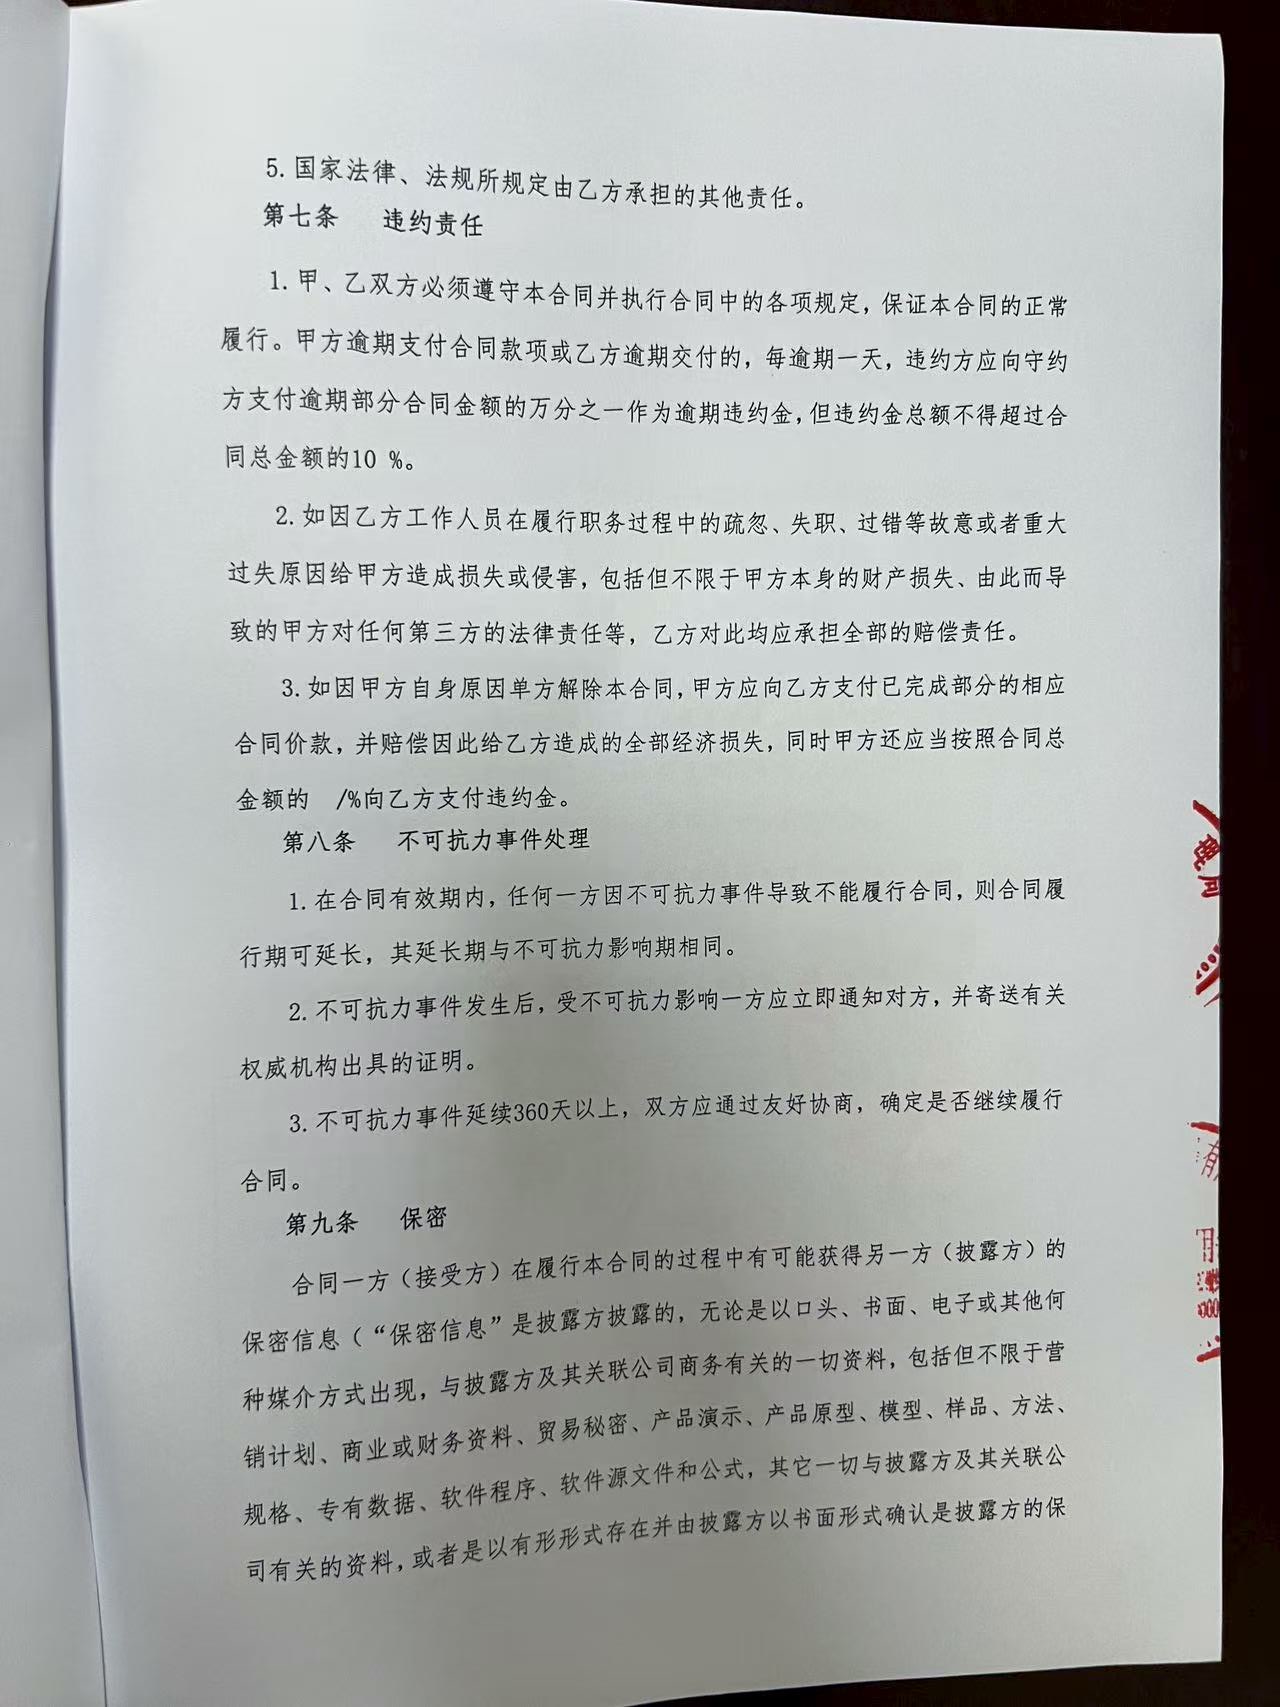 5. 国家法律、法规所规定由乙方承担的其他责任。
第七条 违约责任
1. 甲、乙双方必须遵守本合同并执行合同中的各项规定，保证本合同的正常
履行。甲方逾期支付合同款项或乙方逾期交付的，每逾期一天，违约方应向守约
方支付逾期部分合同金额的万分之一作为逾期违约金，但违约金总额不得超过合
同总金额的10 %。
2. 如因乙方工作人员在履行职务过程中的疏忽、失职、过错等故意或者重大
过失原因给甲方造成损失或侵害，包括但不限于甲方本身的财产损失、由此而导
致的甲方对任何第三方的法律责任等，乙方对此均应承担全部的赔偿责任。
3. 如因甲方自身原因单方解除本合同，甲方应向乙方支付已完成部分的相应
合同价款，并赔偿因此给乙方造成的全部经济损失，同时甲方还应当按照合同总
金额的 /%向乙方支付违约金。
第八条 不可抗力事件处理
1. 在合同有效期内，任何一方因不可抗力事件导致不能履行合同，则合同履
行期可延长，其延长期与不可抗力影响期相同。
2. 不可抗力事件发生后，受不可抗力影响一方应立即通知对方，并寄送有关
权威机构出具的证明。
3. 不可抗力事件延续360天以上，双方应通过友好协商，确定是否继续履行
合同。
第九条 保密
合同一方（接受方）在履行本合同的过程中有可能获得另一方（披露方）的
保密信息（“保密信息”是披露方披露的，无论是以口头、书面、电子或其他何
种媒介方式出现，与披露方及其关联公司商务有关的一切资料，包括但不限于营
销计划、商业或财务资料、贸易秘密、产品演示、产品原型、模型、样品、方法、
规格、专有数据、软件程序、软件源文件和公式，其它一切与披露方及其关联公
司有关的资料，或者是以有形形式存在并由披露方以书面形式确认是披露方的保